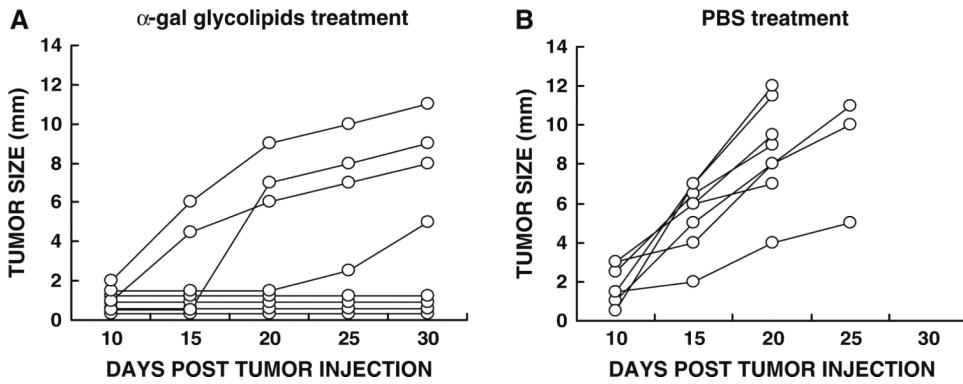 A
α-gal glycolipids treatment
TUMOR SIZE (mm)
14
12
10
8
6
4
2
0
10 15 20 25 30
DAYS POST TUMOR INJECTION
B
PBS treatment
TUMOR SIZE (mm)
14
12
10
8
6
4
2
0
10 15 20 25 30
DAYS POST TUMOR INJECTION